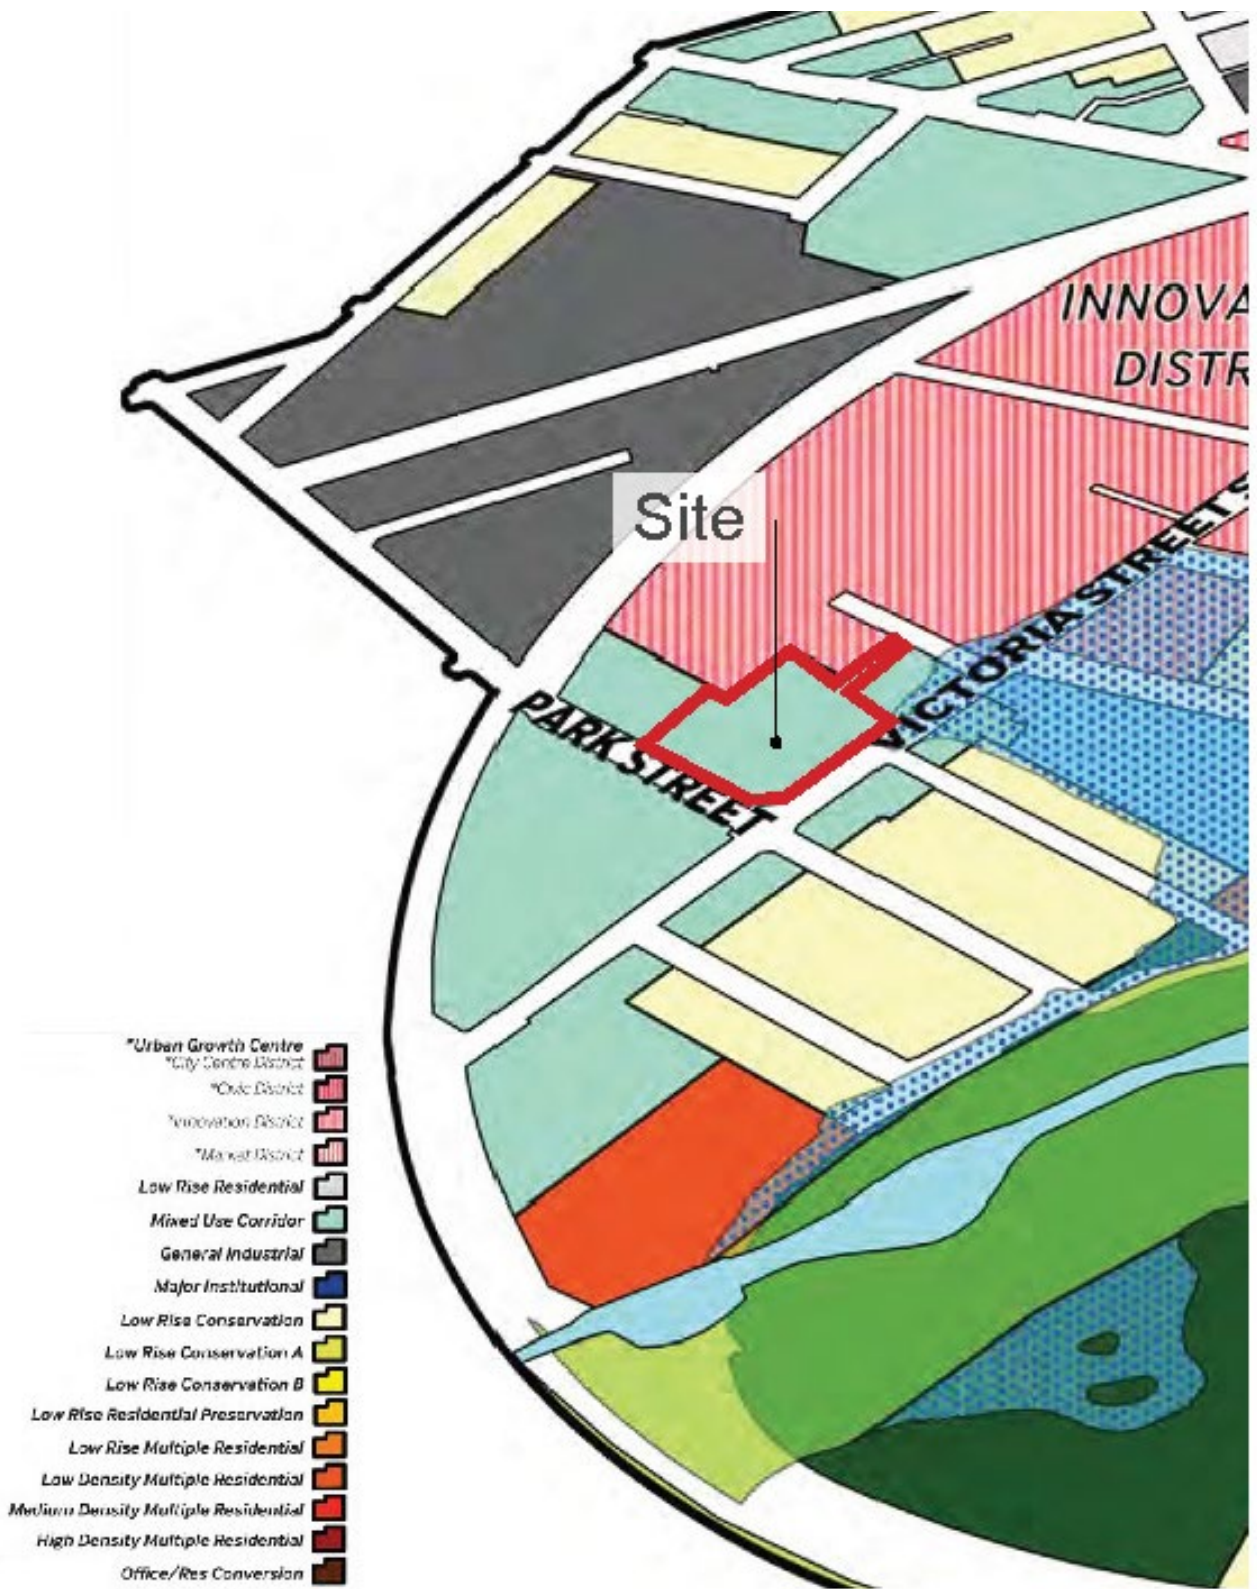 INNOVA
DISTR
Site
VICTORIA STREET S
PARK STREET
*Urban Growth Centre
*City Centre District
*Civic District
*Innovation District
*Market District
Low Rise Residential
Mixed Use Corridor
General Industrial
Major Institutional
Low Rise Conservation
Low Rise Conservation A
Low Rise Conservation B
Low Rise Residential Preservation
Low Rise Multiple Residential
Low Density Multiple Residential
Medium Density Multiple Residential
High Density Multiple Residential
Office/Res Conversion